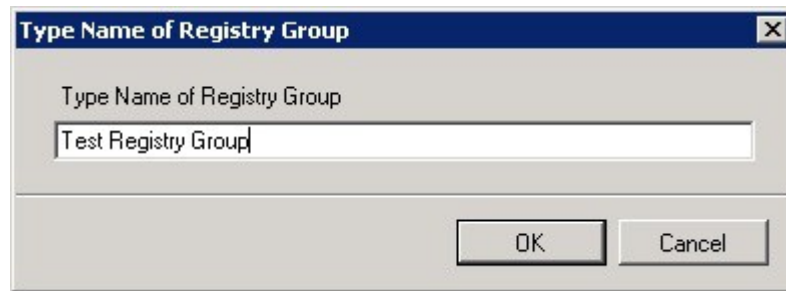 Type Name of Registry Group
Type Name of Registry Group
Test Registry Group
OK Cancel